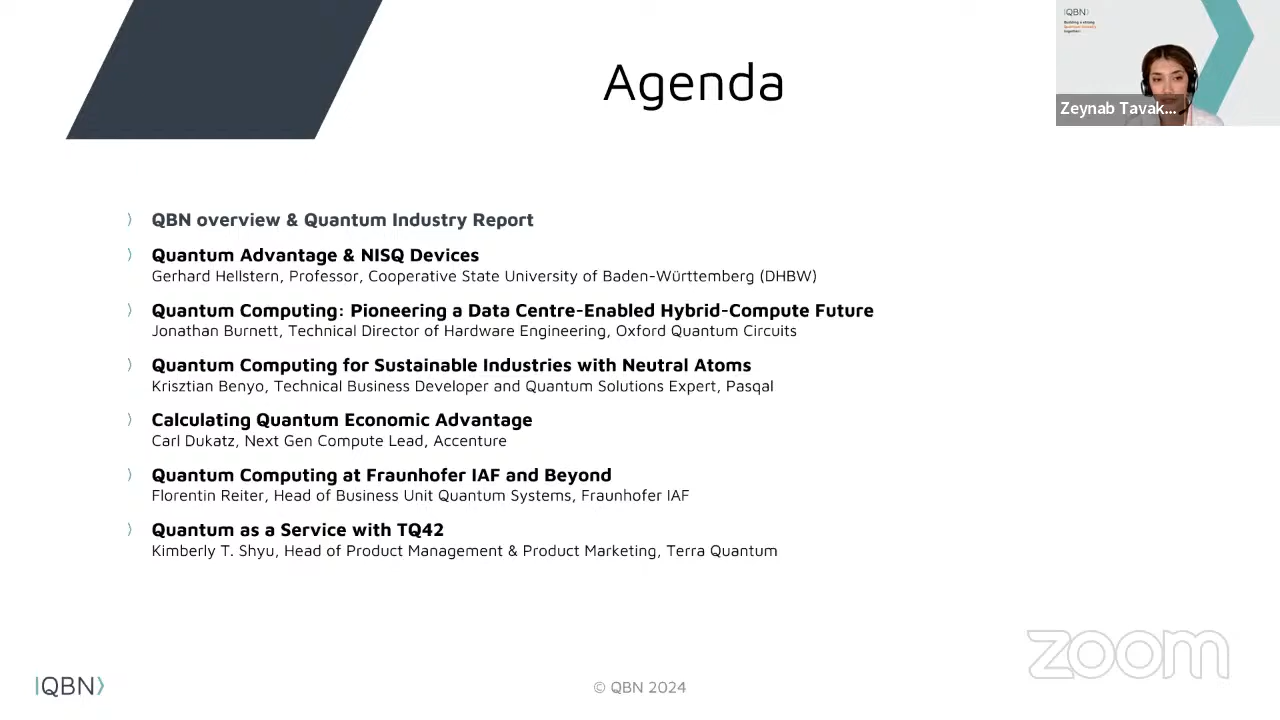 Agenda
|QBN⟩
Building a strong
together!
Zeynab Tavak...
⟩ QBN overview & Quantum Industry Report
⟩ Quantum Advantage & NISQ Devices
Gerhard Hellstern, Professor, Cooperative State University of Baden-Württemberg (DHBW)
⟩ Quantum Computing: Pioneering a Data Centre-Enabled Hybrid-Compute Future
Jonathan Burnett, Technical Director of Hardware Engineering, Oxford Quantum Circuits
⟩ Quantum Computing for Sustainable Industries with Neutral Atoms
Krisztian Benyo, Technical Business Developer and Quantum Solutions Expert, Pasqal
⟩ Calculating Quantum Economic Advantage
Carl Dukatz, Next Gen Compute Lead, Accenture
⟩ Quantum Computing at Fraunhofer IAF and Beyond
Florentin Reiter, Head of Business Unit Quantum Systems, Fraunhofer IAF
⟩ Quantum as a Service with TQ42
Kimberly T. Shyu, Head of Product Management & Product Marketing, Terra Quantum
zoom
|QBN⟩
© QBN 2024